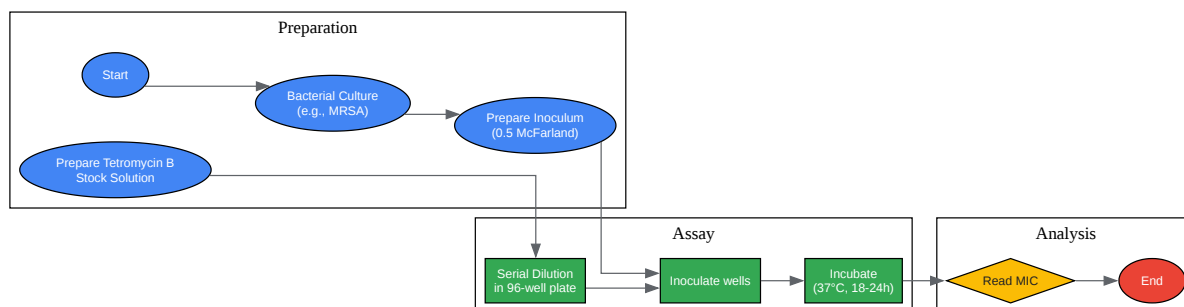 Preparation
Start
Bacterial Culture
(e.g., MRSA)
Prepare Inoculum
(0.5 McFarland)
Prepare Tetromycin B
Stock Solution
Assay
Serial Dilution
in 96-well plate
Inoculate wells
Incubate
(37°C, 18-24h)
Analysis
Read MIC
End